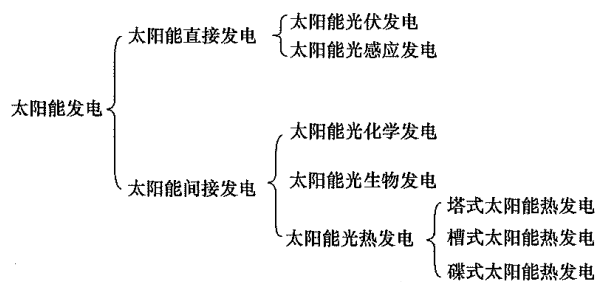 太阳能发电
太阳能直接发电
太阳能光伏发电
太阳能光感应发电
太阳能间接发电
太阳能光化学发电
太阳能光生物发电
太阳能光热发电
塔式太阳能热发电
槽式太阳能热发电
碟式太阳能热发电